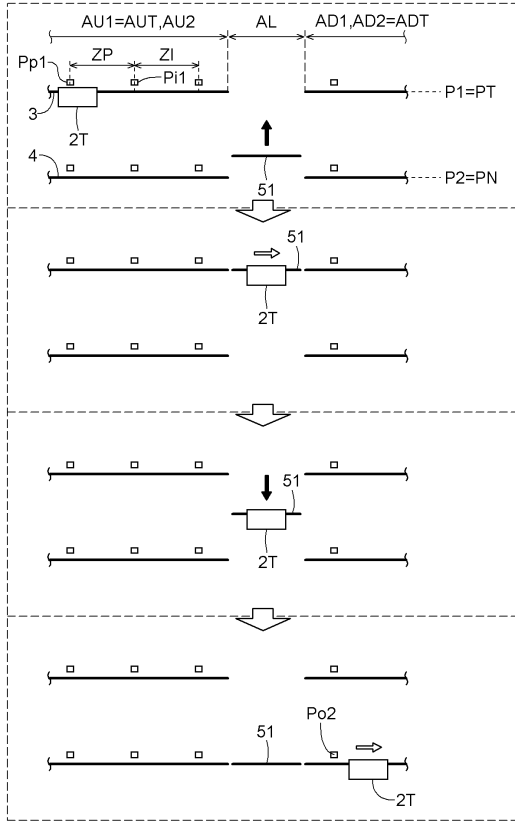 AU1=AUT,AU2 AL AD1,AD2=ADT
ZP ZI
Pp1 Pi1
3 2T P1=PT
4 51 P2=PN
51
2T
51
2T
Po2
51
2T